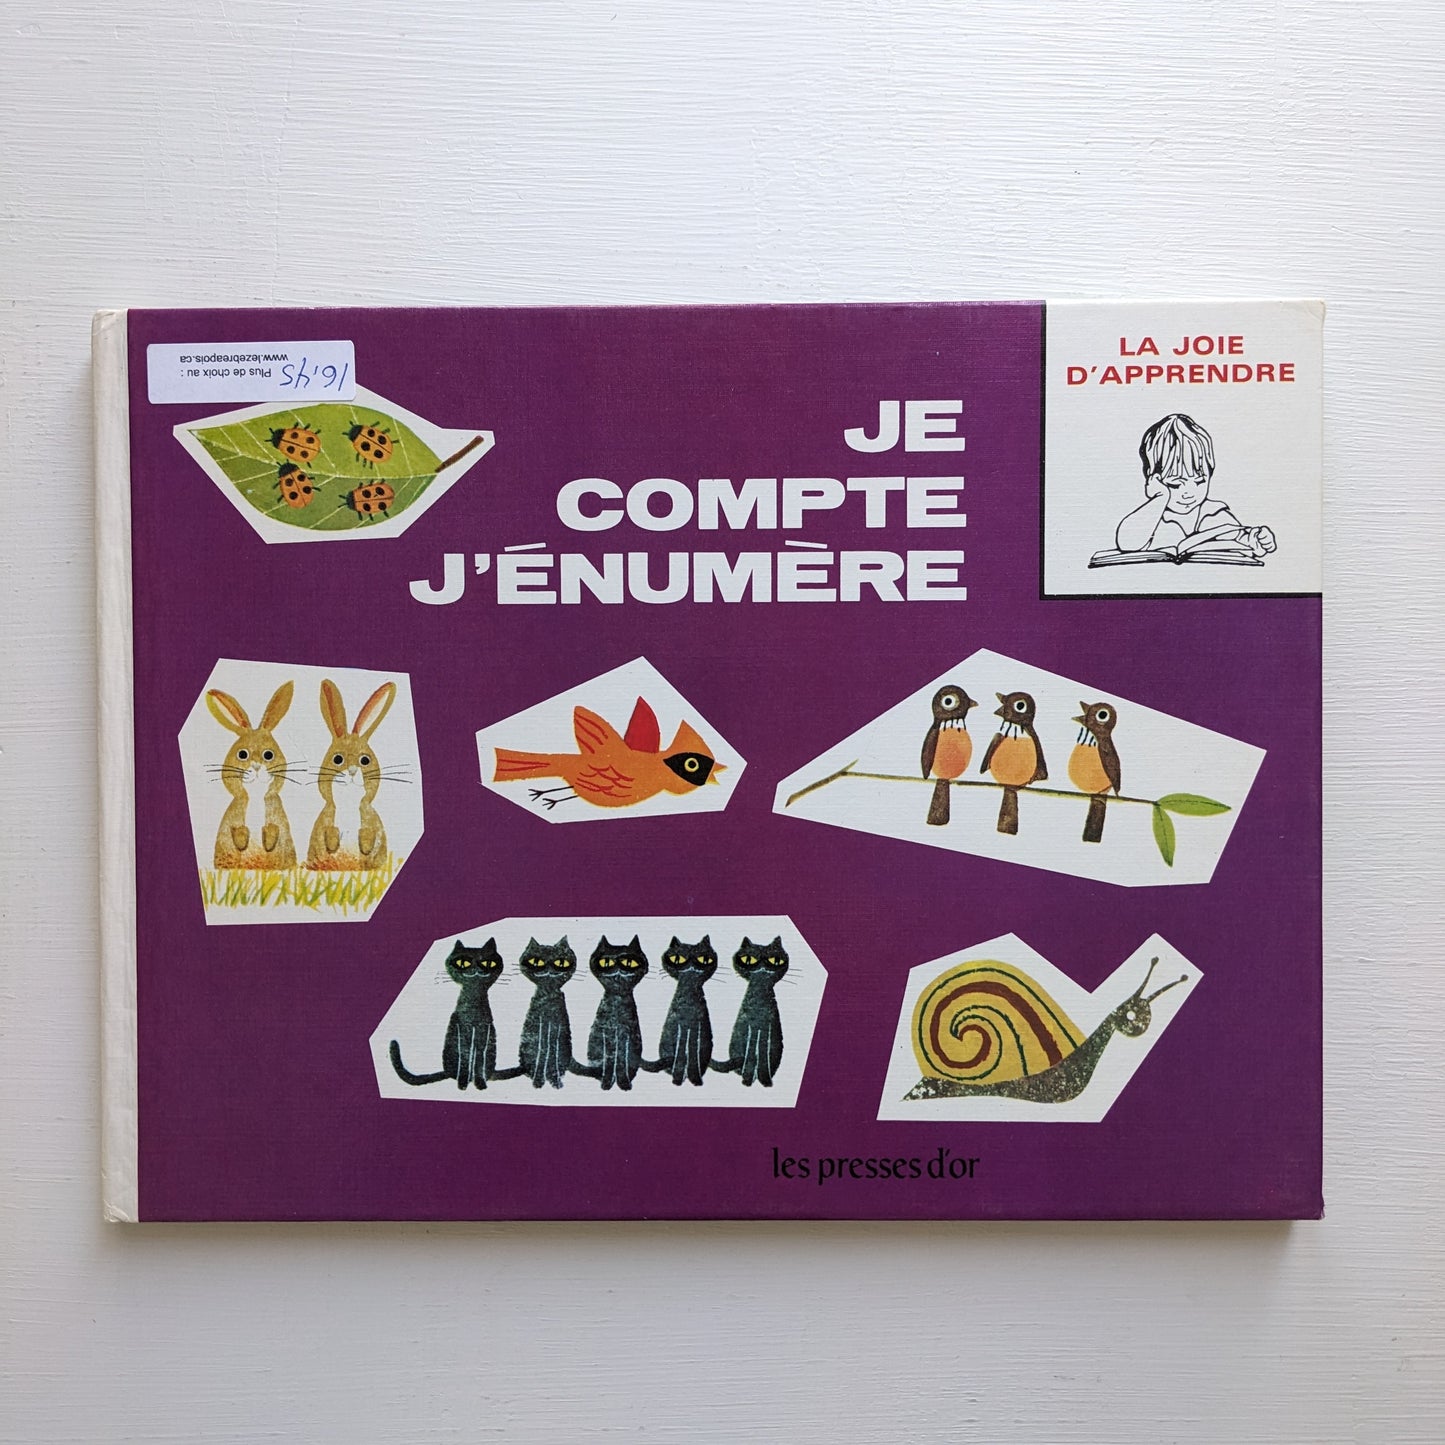 Plus de choix au :
www.lezebreapois.ca
16,45
LA JOIE
D'APPRENDRE
JE
COMPTE
J'ÉNUMÈRE
les presses d'or